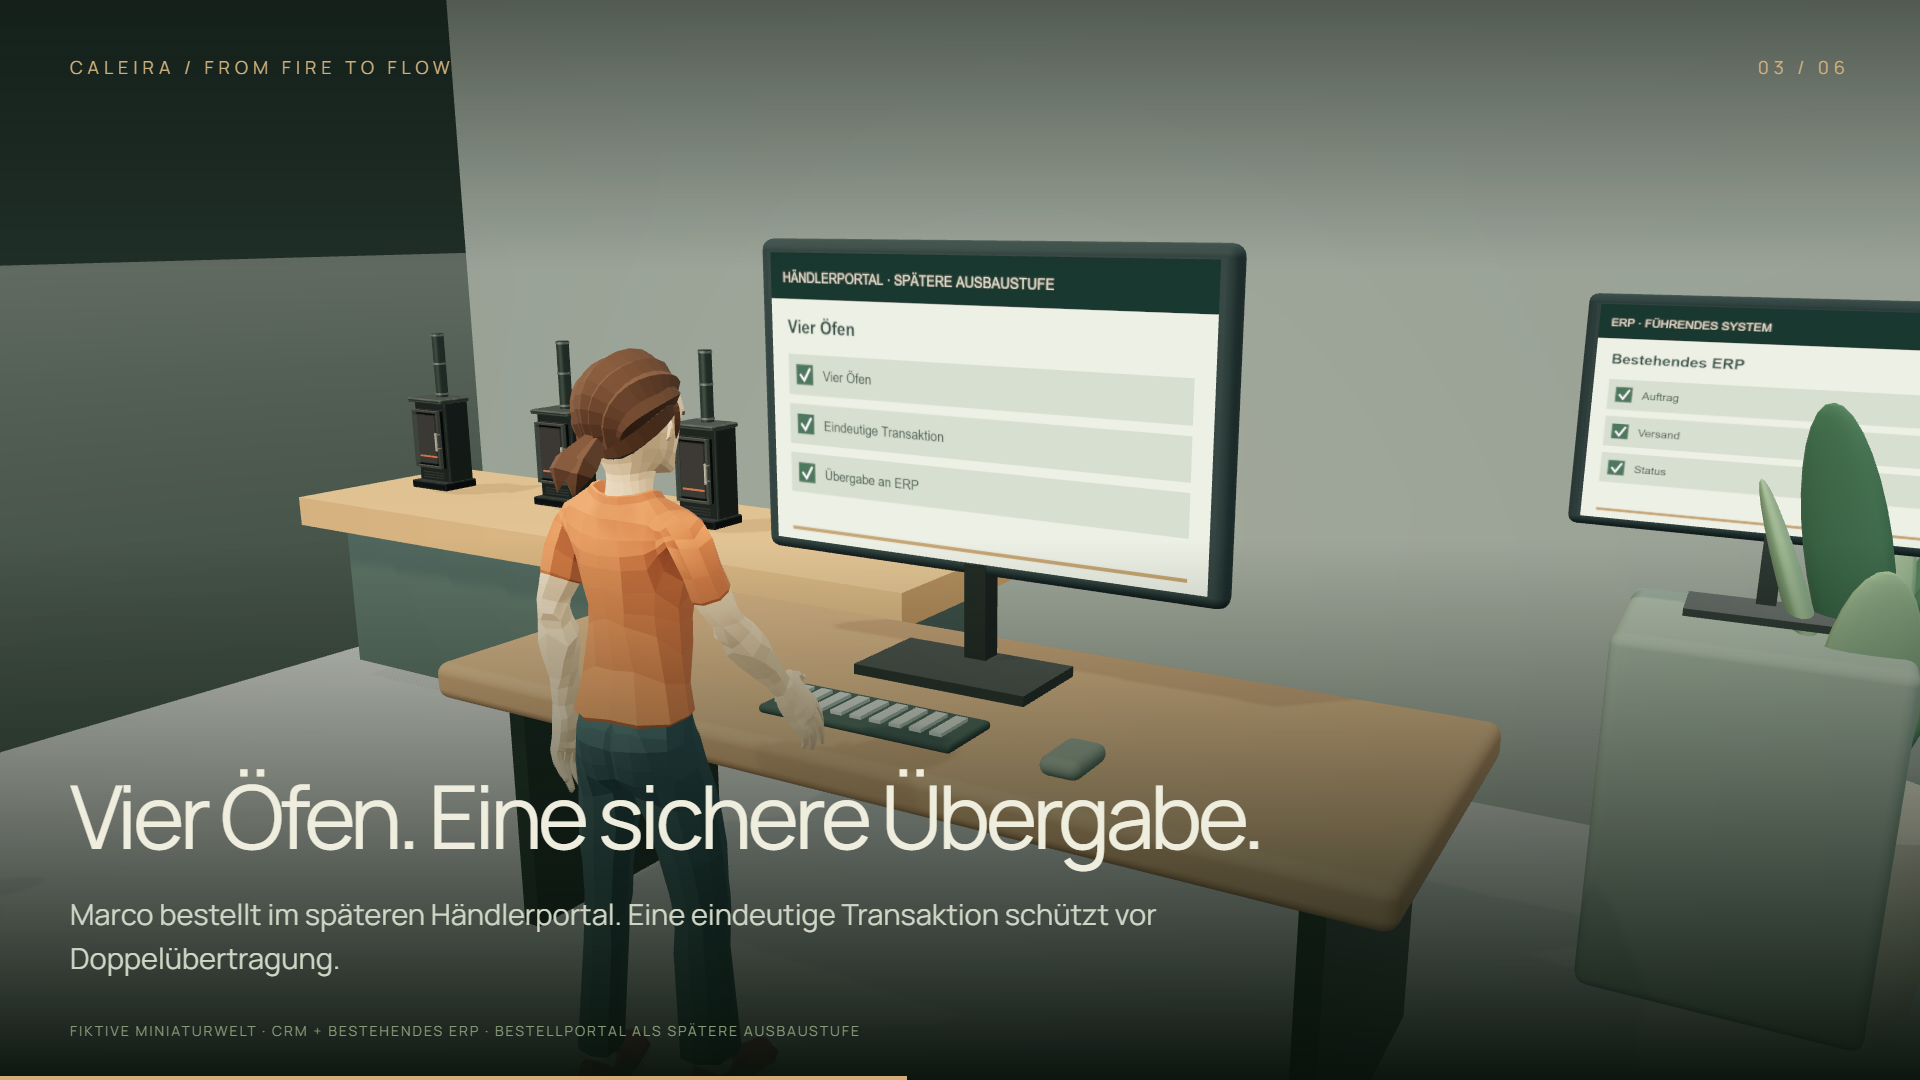 CALEIRA / FROM FIRE TO FLOW
03 / 06
HÄNDLERPORTAL · SPÄTERE AUSBAUSTUFE
Vier Öfen
Vier Öfen
Eindeutige Transaktion
Übergabe an ERP
ERP · FÜHRENDES SYSTEM
Bestehendes ERP
Auftrag
Versand
Status
Vier Öfen. Eine sichere Übergabe.
Marco bestellt im späteren Händlerportal. Eine eindeutige Transaktion schützt vor
Doppelübertragung.
FIKTIVE MINIATURWELT · CRM + BESTEHENDES ERP · BESTELLPORTAL ALS SPÄTERE AUSBAUSTUFE